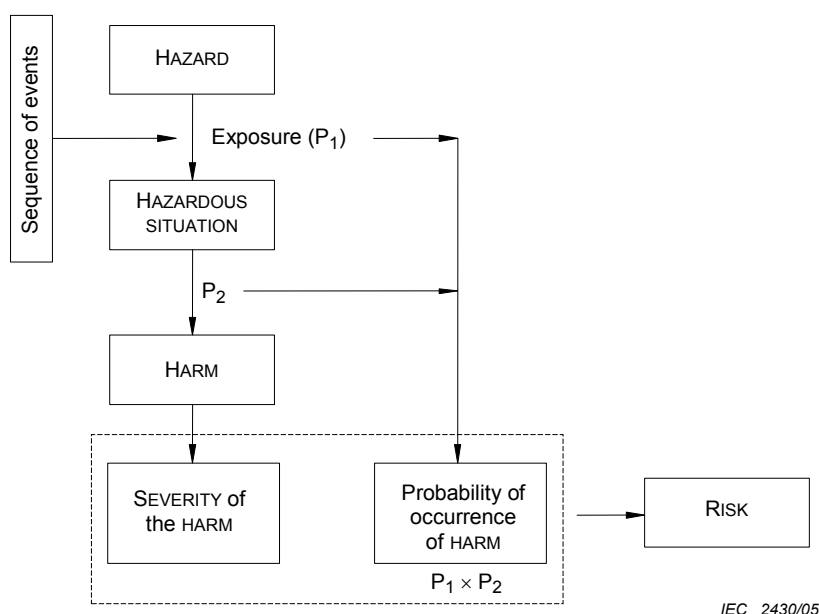 Sequence of events
HAZARD
Exposure (P1)
HAZARDOUS
SITUATION
P2
HARM
SEVERITY of
the HARM
Probability of
occurrence
of HARM
P1 × P2
RISK
IEC 2430/05